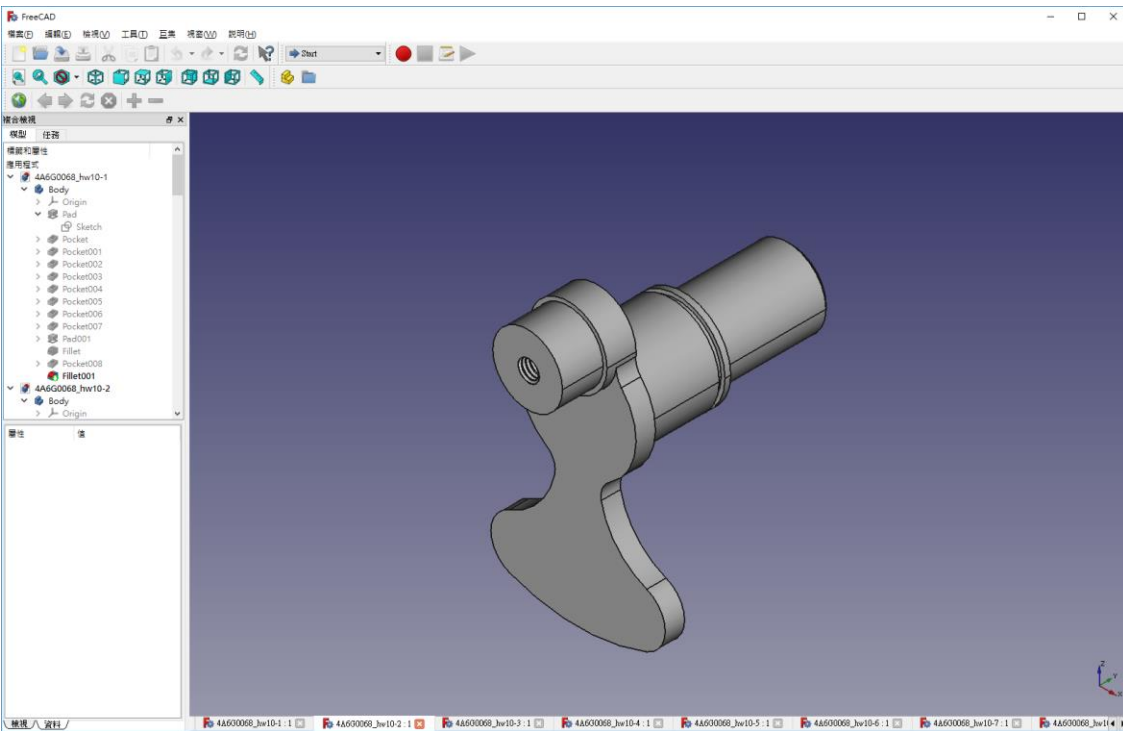 FreeCAD
檔案(F) 編輯(E) 檢視(V) 工具(T) 巨集 視窗(W) 說明(H)
Start
複合檢視
模型 任務
標籤和屬性
應用程式
4A6G0068_hw10-1
Body
Origin
Pad
Sketch
Pocket
Pocket001
Pocket002
Pocket003
Pocket004
Pocket005
Pocket006
Pocket007
Pad001
Fillet
Pocket008
Fillet001
4A6G0068_hw10-2
Body
Origin
屬性 值
Z
Y
X
檢視 資料 4A6G0068_hw10-1 : 1 4A6G0068_hw10-2 : 1 4A6G0068_hw10-3 : 1 4A6G0068_hw10-4 : 1 4A6G0068_hw10-5 : 1 4A6G0068_hw10-6 : 1 4A6G0068_hw10-7 : 1 4A6G0068_hw1